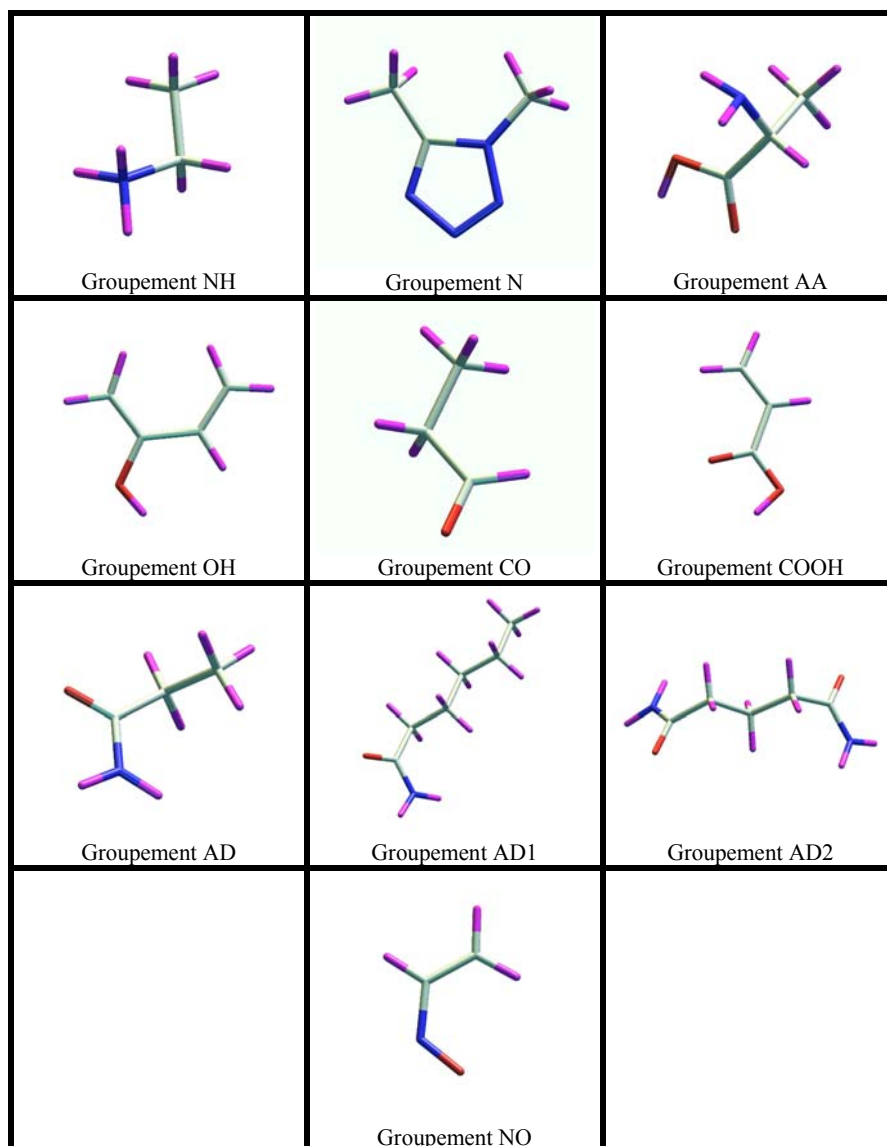 Groupement NH
Groupement N
Groupement AA
Groupement OH
Groupement CO
Groupement COOH
Groupement AD
Groupement AD1
Groupement AD2
Groupement NO